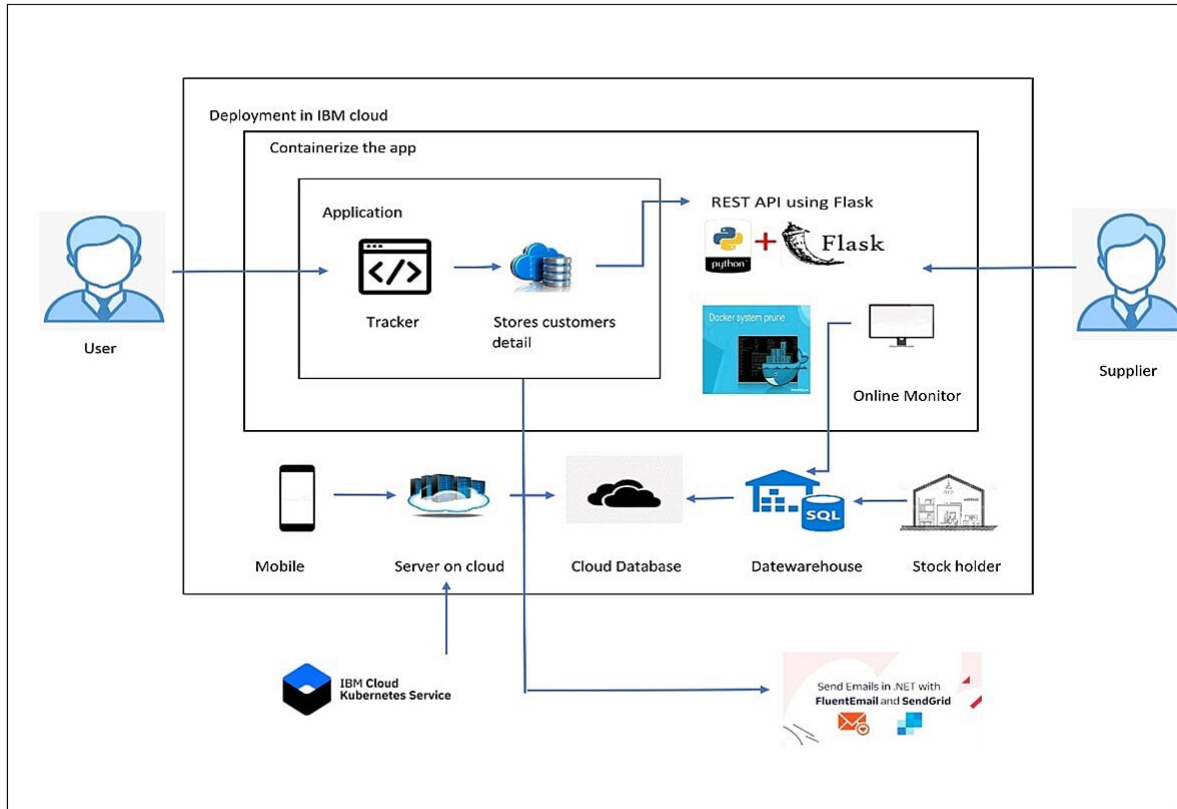 Deployment in IBM cloud
Containerize the app
Application
REST API using Flask
python
+
Flask
</>
Tracker
Stores customers
detail
Docker system prune
Online Monitor
User
Supplier
SQL
Mobile
Server on cloud
Cloud Database
Datewarehouse
Stock holder
IBM Cloud
Kubernetes Service
Send Emails in .NET with
FluentEmail and SendGrid